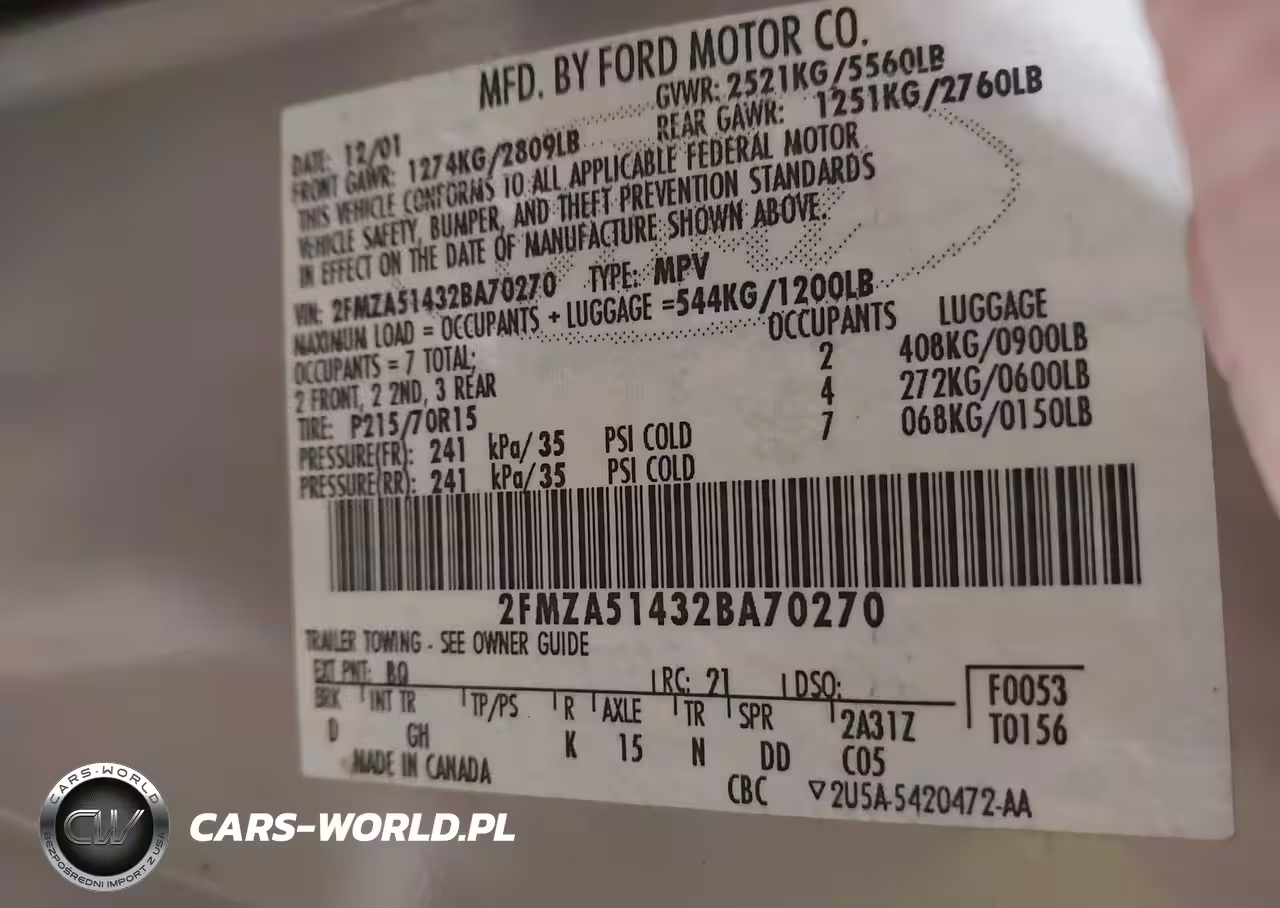 MFD. BY FORD MOTOR CO.
DATE: 12/01 GVWR: 2521KG/5560LB
FRONT GAWR: 1274KG/2809LB REAR GAWR: 1251KG/2760LB
THIS VEHICLE CONFORMS TO ALL APPLICABLE FEDERAL MOTOR
VEHICLE SAFETY, BUMPER, AND THEFT PREVENTION STANDARDS
IN EFFECT ON THE DATE OF MANUFACTURE SHOWN ABOVE.
VIN: 2FMZA51432BA70270 TYPE: MPV
MAXIMUM LOAD = OCCUPANTS + LUGGAGE =544KG/1200LB
OCCUPANTS = 7 TOTAL; OCCUPANTS LUGGAGE
2 FRONT, 2 2ND, 3 REAR 2 408KG/0900LB
TIRE: P215/70R15 4 272KG/0600LB
PRESSURE(FR): 241 kPa/ 35 PSI COLD 7 068KG/0150LB
PRESSURE(RR): 241 kPa/ 35 PSI COLD
2FMZA51432BA70270
TRAILER TOWING - SEE OWNER GUIDE
EXT PNT: BQ RC: 21 DSO: F0053
BRK INT TR TP/PS R AXLE TR SPR 2A31Z T0156
D GH K 15 N DD C05
MADE IN CANADA CBC ▽2U5A-5420472-AA
CARS-WORLD
CW
BEZPOŚREDNI IMPORT Z USA
CARS-WORLD.PL